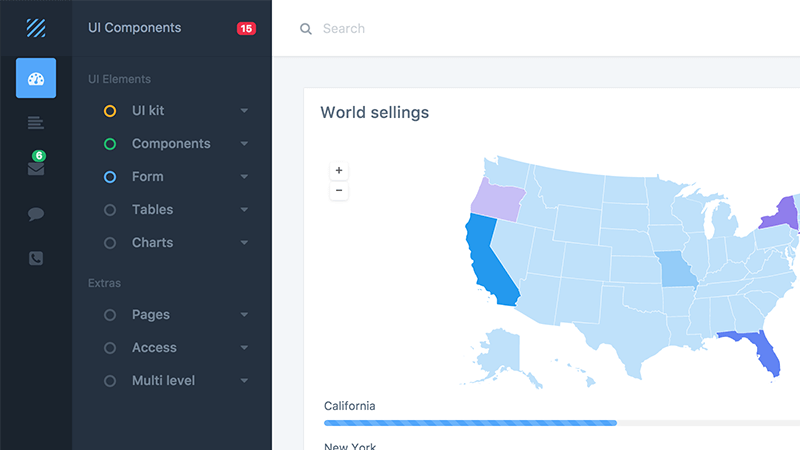 UI Components
15
Search
UI Elements
UI kit
Components
Form
Tables
Charts
Extras
Pages
Access
Multi level
6
World sellings
+
−
California
New York